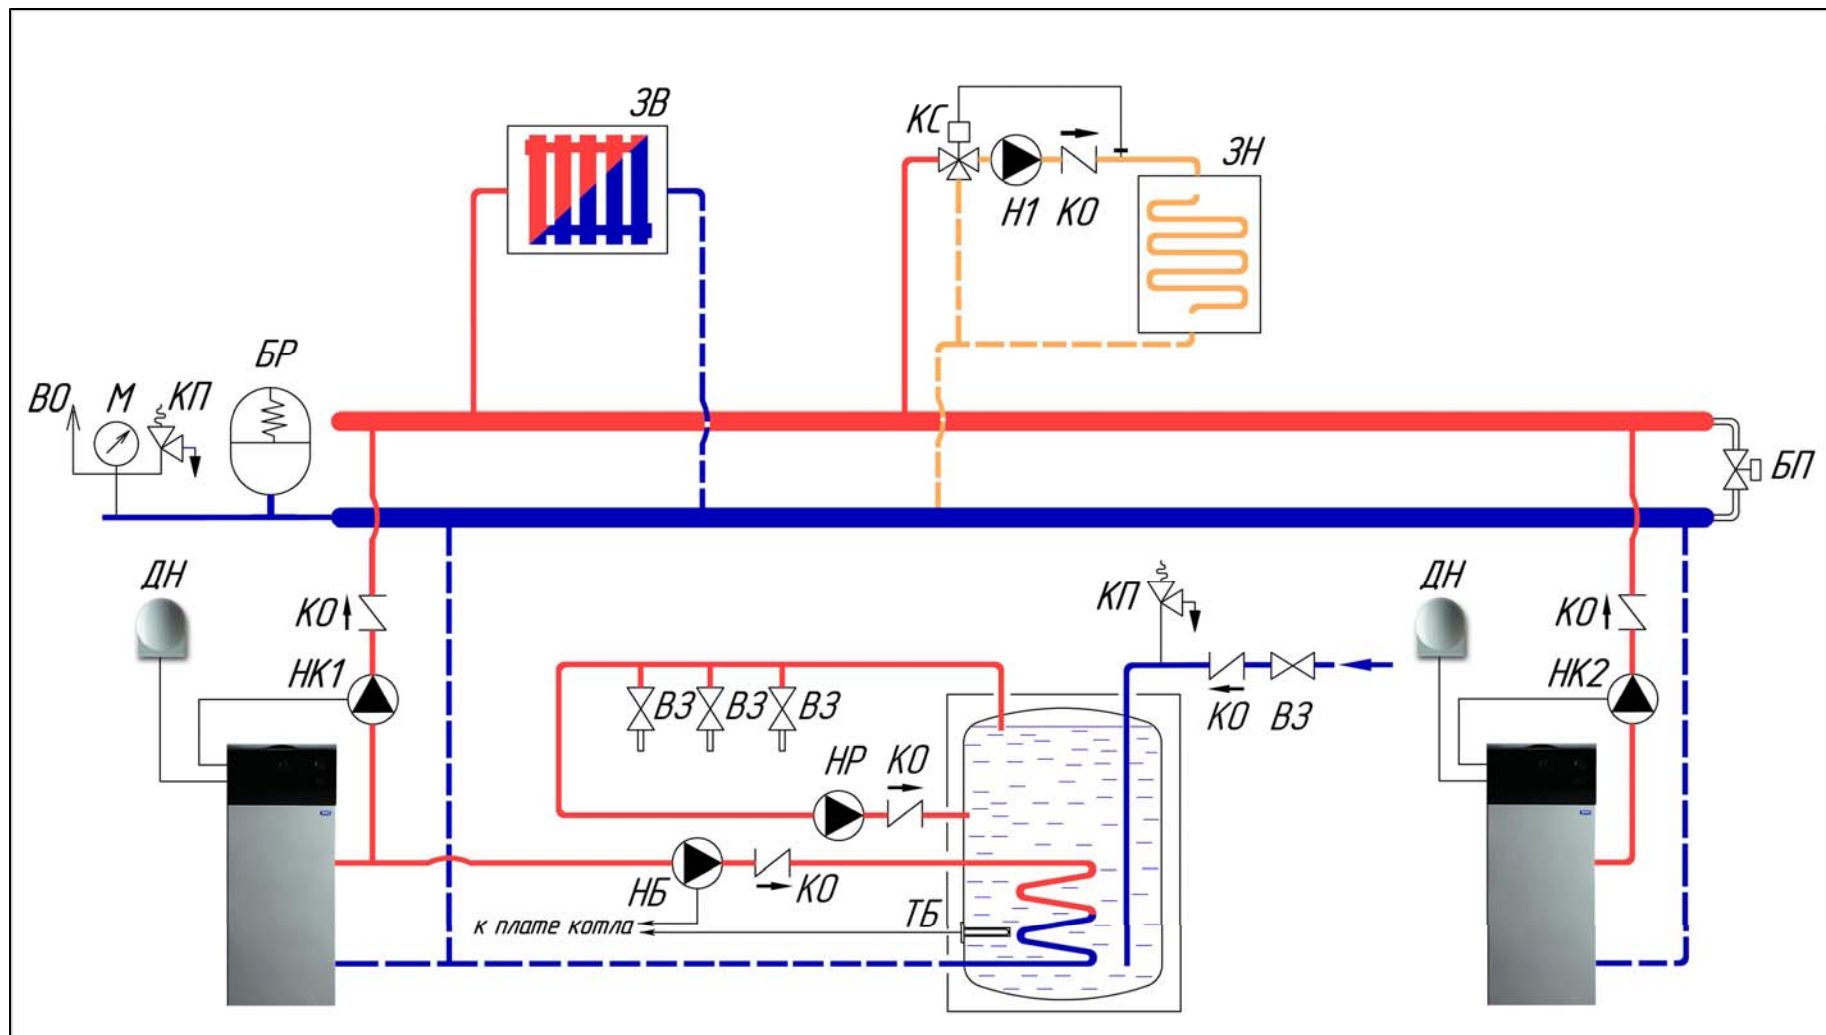 ЗВ
КС
ЗН
Н1 КО
БР
ВО М КП
БП
ДН
КО
КП
ДН
КО
НК1
ВЗ ВЗ ВЗ
КО ВЗ
НК2
НР КО
НБ
КО
к плате котла
ТБ